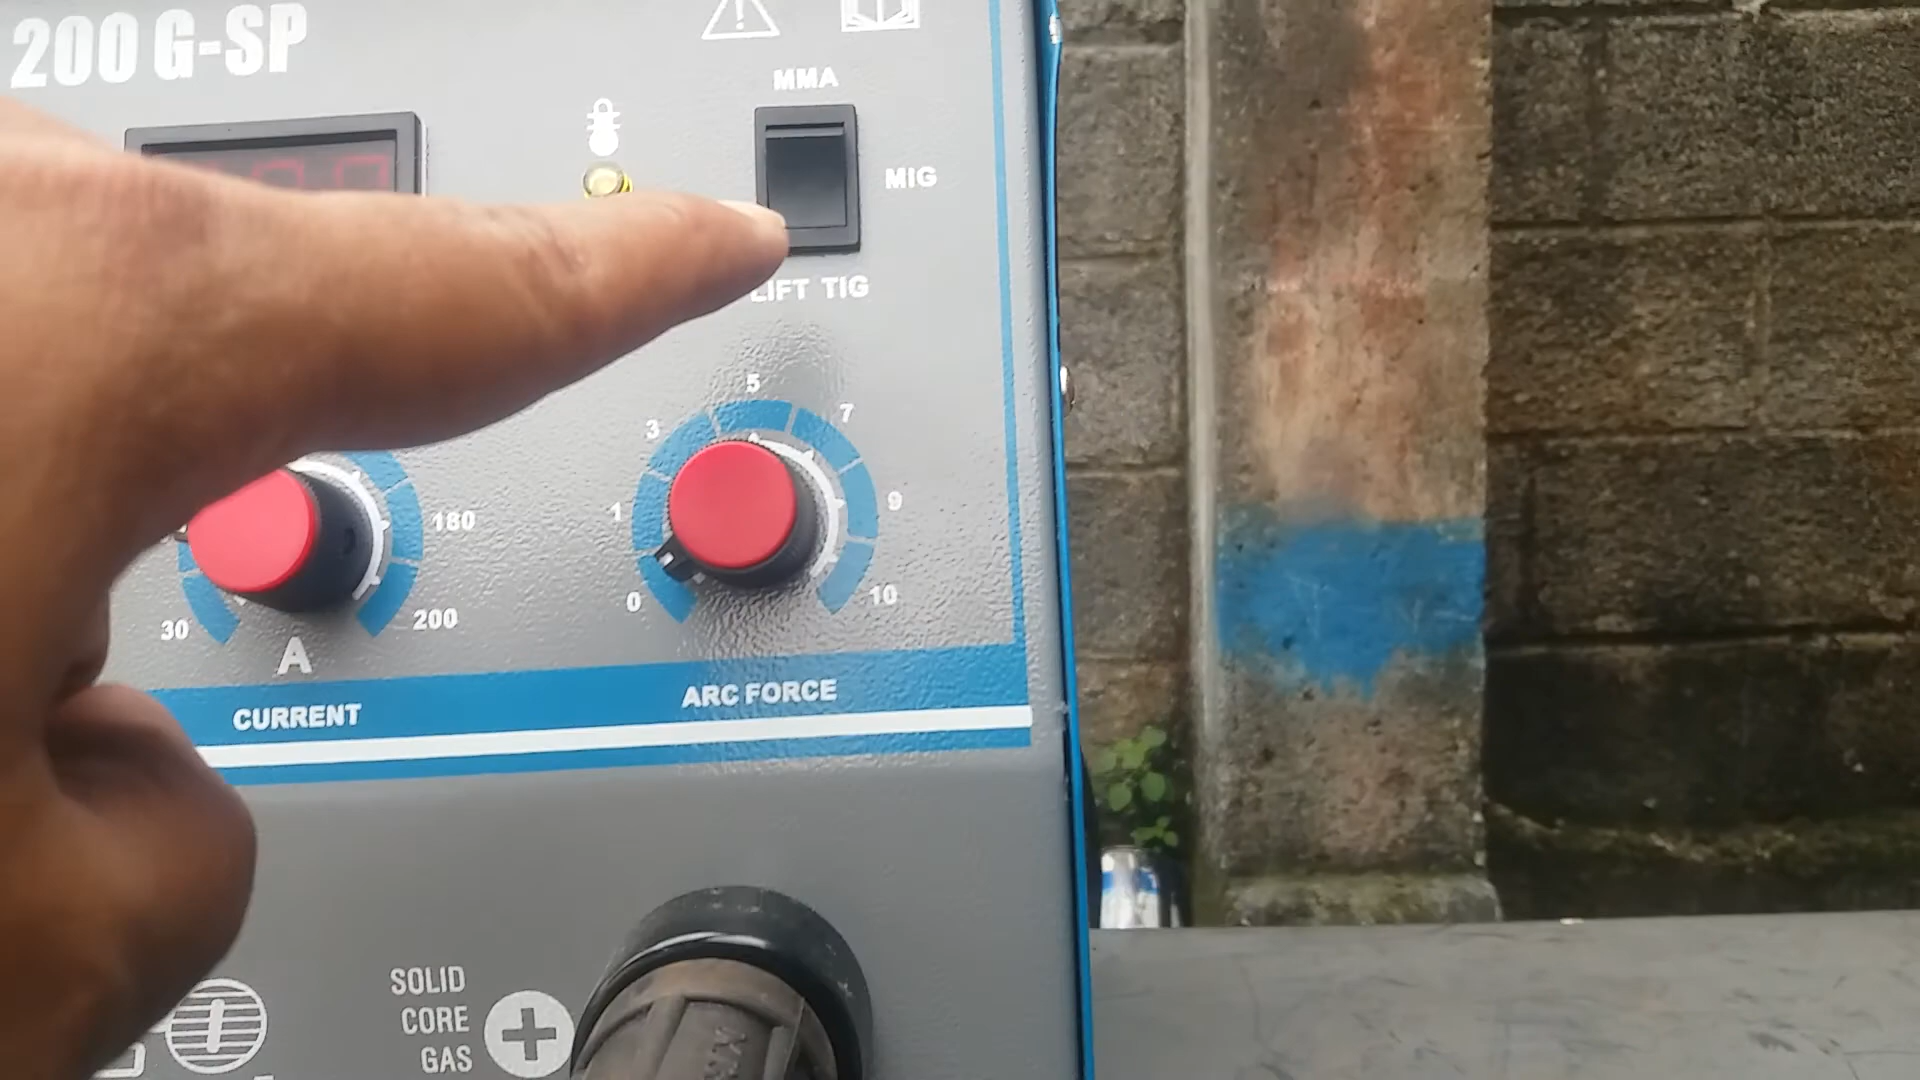 200 G-SP
MMA
MIG
LIFT TIG
5
3
7
1
9
0
10
180
30
200
A
CURRENT
ARC FORCE
SOLID
CORE
GAS